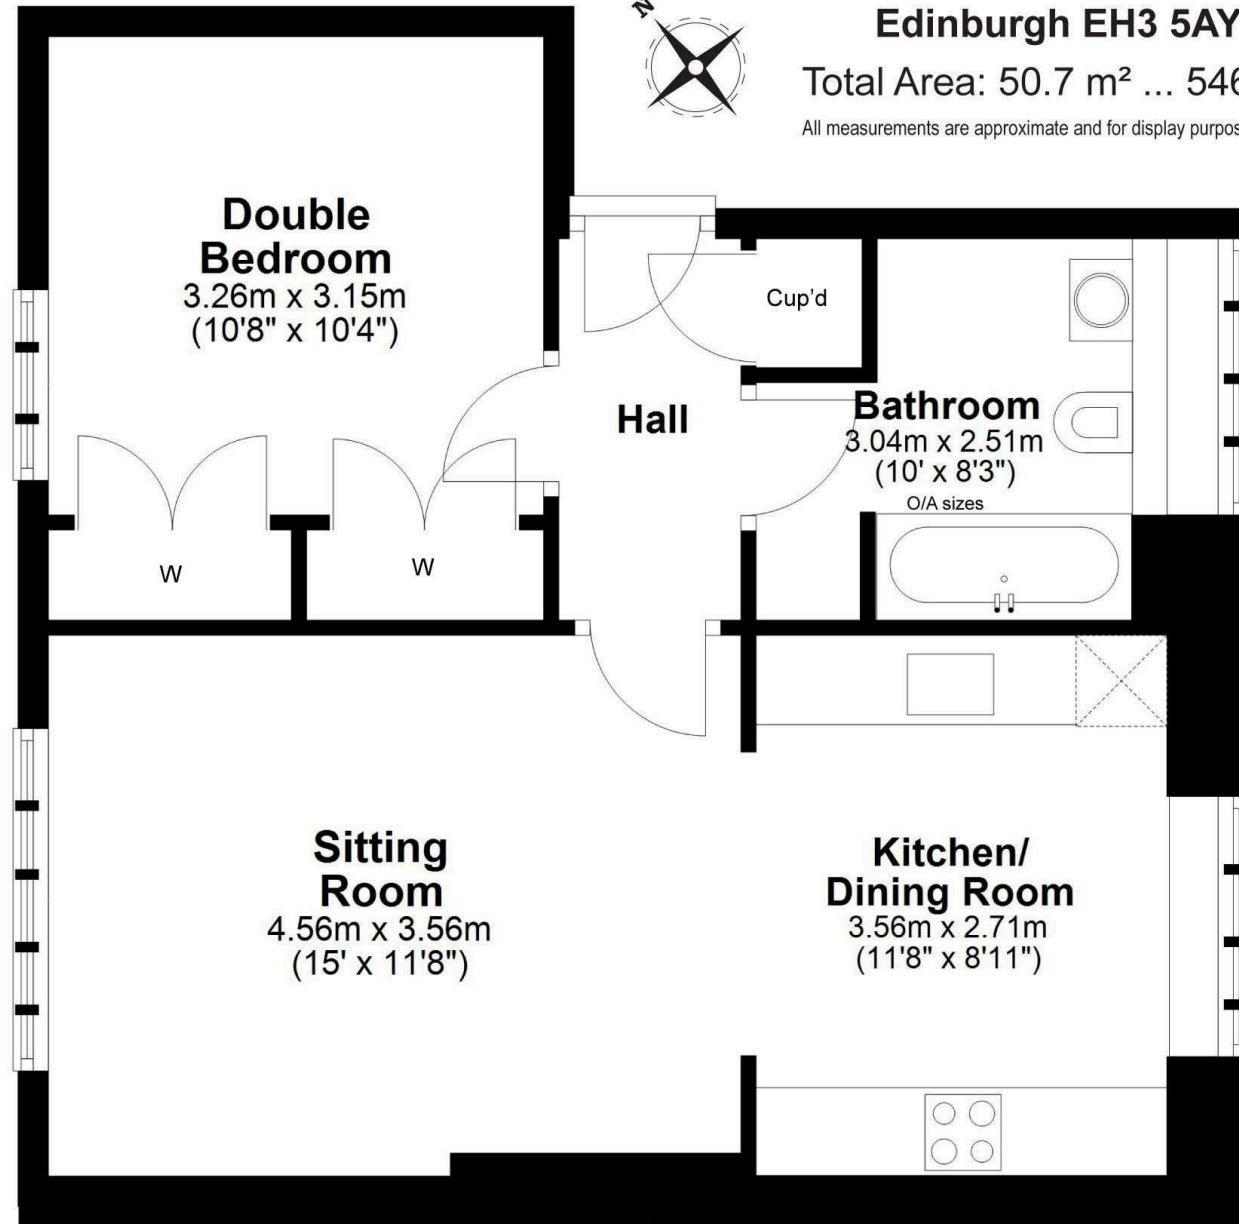 N
Edinburgh EH3 5AY
Total Area: 50.7 m² ... 546
All measurements are approximate and for display purpos
Double
Bedroom
3.26m x 3.15m
(10'8" x 10'4")
Cup'd
Hall
Bathroom
3.04m x 2.51m
(10' x 8'3")
O/A sizes
W
W
Sitting
Room
4.56m x 3.56m
(15' x 11'8")
Kitchen/
Dining Room
3.56m x 2.71m
(11'8" x 8'11")